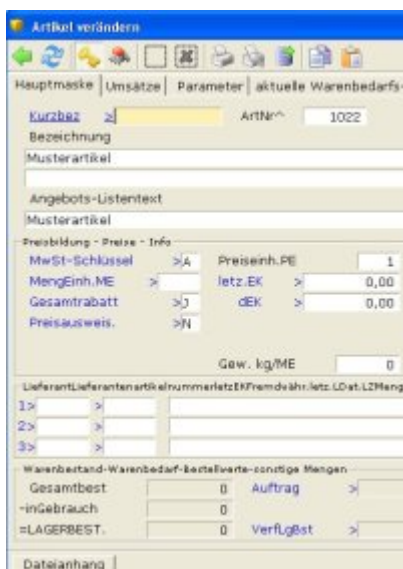 Artikel verändern
Hauptmaske Umsätze Parameter aktuelle Warenbedarfs-
Kurzbez > ArtNr^ 1022
Bezeichnung
Musterartikel
Angebots-Listentext
Musterartikel
Preisbildung - Preise - Info
MwSt-Schlüssel >A Preiseinh.PE 1
MengEinh.ME > letz.EK > 0,00
Gesamtrabatt >J dEK > 0,00
Preisausweis. >N
Gew. kg/ME 0
LieferantLieferantenartikelnummerletzEKFremdwähr.letz.LDat.LZMeng
1> >
2> >
3> >
Warenbestand-Warenbedarf-Bestellwerte-sonstige Mengen
Gesamtbest 0 Auftrag >
-inGebrauch 0
=LAGERBEST. 0 VerfLgBst >
Dateianhang